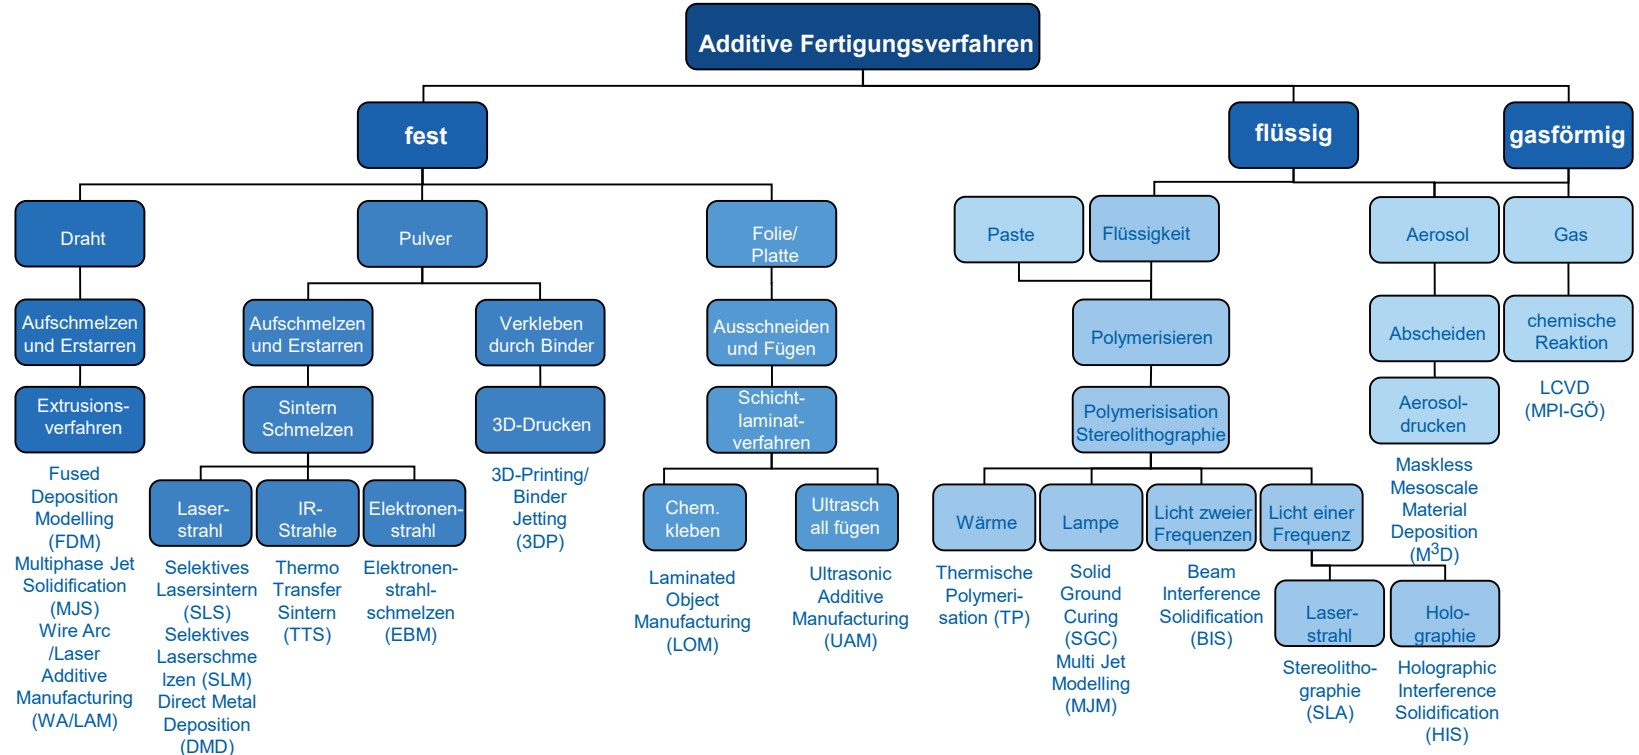 Additive Fertigungsverfahren
fest
flüssig
gasförmig
Draht
Pulver
Folie/
Platte
Paste
Flüssigkeit
Aerosol
Gas
Aufschmelzen
und Erstarren
Aufschmelzen
und Erstarren
Verkleben
durch Binder
Ausschneiden
und Fügen
Polymerisieren
Abscheiden
chemische
Reaktion
Extrusions-
verfahren
Sintern
Schmelzen
3D-Drucken
Schicht-
laminat-
verfahren
Polymerisisation
Stereolithographie
Aerosol-
drucken
LCVD
(MPI-GÖ)
Fused
Deposition
Modelling
(FDM)
Multiphase Jet
Solidification
(MJS)
Wire Arc
/Laser
Additive
Manufacturing
(WA/LAM)
Laser-
strahl
IR-
Strahle
Elektronen-
strahl
3D-Printing/
Binder
Jetting
(3DP)
Chem.
kleben
Ultrasch
all fügen
Wärme
Lampe
Licht zweier
Frequenzen
Licht einer
Frequenz
Maskless
Mesoscale
Material
Deposition
(M³D)
Selektives
Lasersintern
(SLS)
Selektives
Laserschme
lzen (SLM)
Direct Metal
Deposition
(DMD)
Thermo
Transfer
Sintern
(TTS)
Elektronen-
strahl-
schmelzen
(EBM)
Laminated
Object
Manufacturing
(LOM)
Ultrasonic
Additive
Manufacturing
(UAM)
Thermische
Polymeri-
sation (TP)
Solid
Ground
Curing
(SGC)
Multi Jet
Modelling
(MJM)
Beam
Interference
Solidification
(BIS)
Laser-
strahl
Holo-
graphie
Stereolitho-
graphie
(SLA)
Holographic
Interference
Solidification
(HIS)